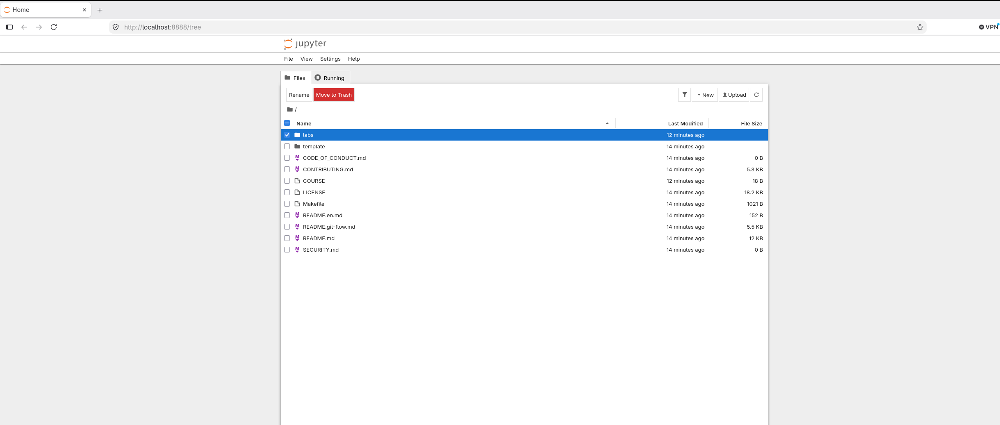 Home
http://localhost:8888/tree
VPN
jupyter
File View Settings Help
Files Running
Rename Move to Trash New Upload
/
Name Last Modified File Size
labs 12 minutes ago
template 14 minutes ago
CODE_OF_CONDUCT.md 14 minutes ago 0 B
CONTRIBUTING.md 14 minutes ago 5.3 KB
COURSE 12 minutes ago 18 B
LICENSE 14 minutes ago 18.2 KB
Makefile 14 minutes ago 1021 B
README.en.md 14 minutes ago 152 B
README.git-flow.md 14 minutes ago 5.5 KB
README.md 14 minutes ago 12 KB
SECURITY.md 14 minutes ago 0 B